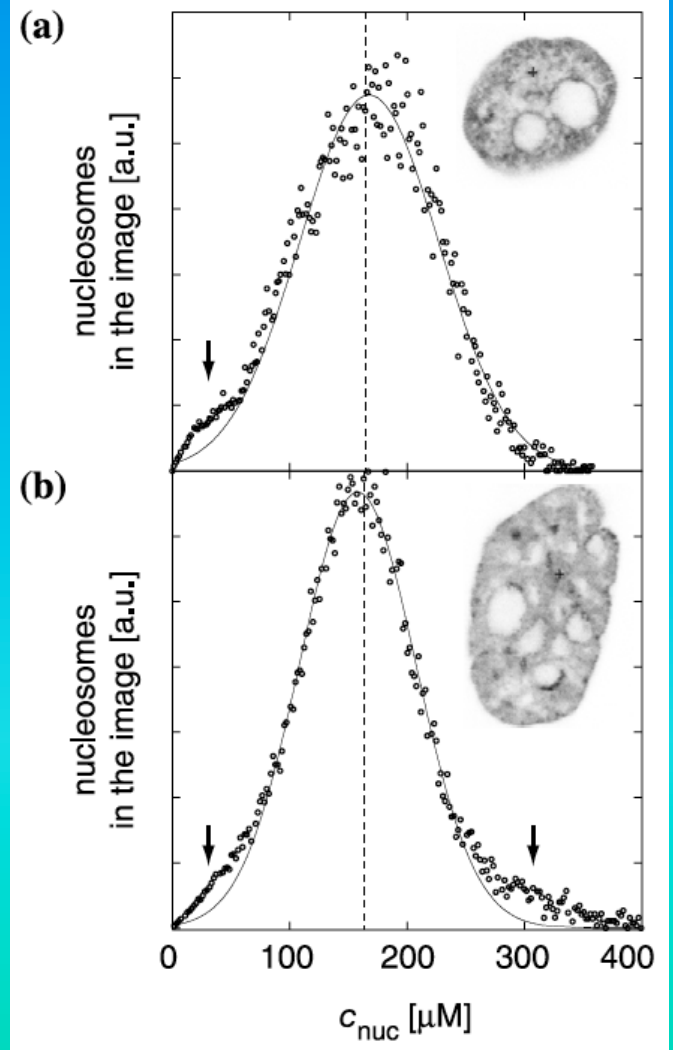 (a)
nucleosomes
in the image [a.u.]
(b)
nucleosomes
in the image [a.u.]
0 100 200 300 400
c_nuc [μM]